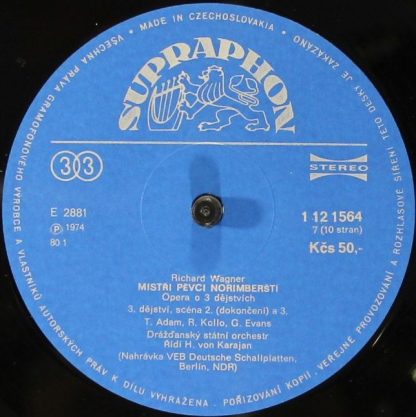 VŠECHNA PRÁVA GRAMOFONOVÉHO VÝROBCE A VLASTNÍKŮ AUTORSKÝCH PRÁV K DÍLU VYHRAŽENA. POŘIZOVÁNÍ KOPIÍ, VEŘEJNÉ PROVOZOVÁNÍ A ROZHLASOVÉ ŠÍŘENÍ TÉTO DESKY JE ZAKÁZÁNO
• MADE IN CZECHOSLOVAKIA •
SUPRAPHON
33
STEREO
E 2881
Ⓟ 1974
80 1
1 12 1564
7 (10 stran)
Kčs 50,-
Richard Wagner
MISTŘI PĚVCI NORIMBERŠTÍ
Opera o 3 dějstvích
3. dějství, scéna 2. (dokončení) a 3.
T. Adam, R. Kollo, G. Evans
Drážďanský státní orchestr
Řídí H. von Karajan
(Nahrávka VEB Deutsche Schallplatten,
Berlin, NDR)